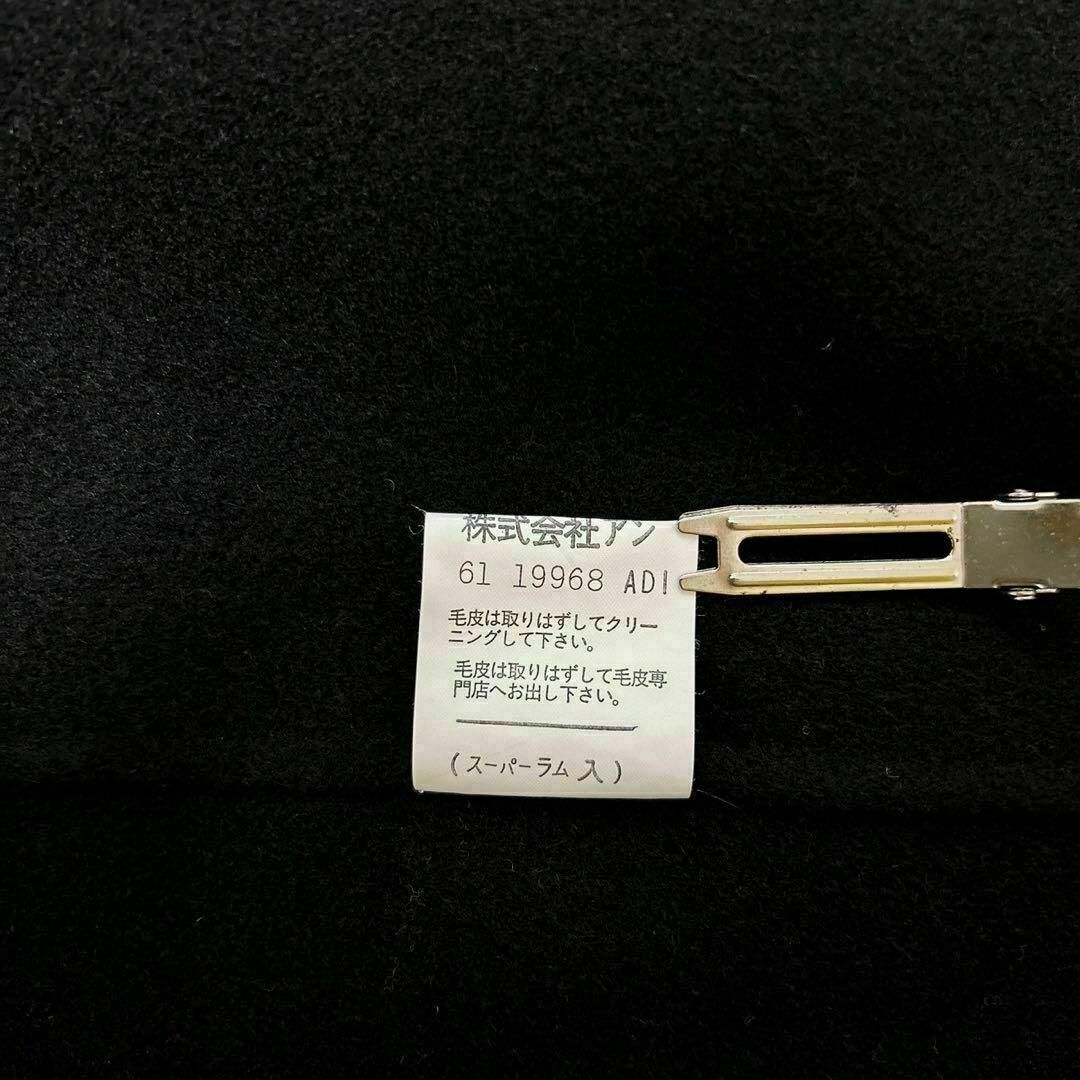 株式会社アン
61 19968 ADI
毛皮は取りはずしてクリー
ニングして下さい。
毛皮は取りはずして毛皮専
門店へお出し下さい。
(スーパーラム 入)